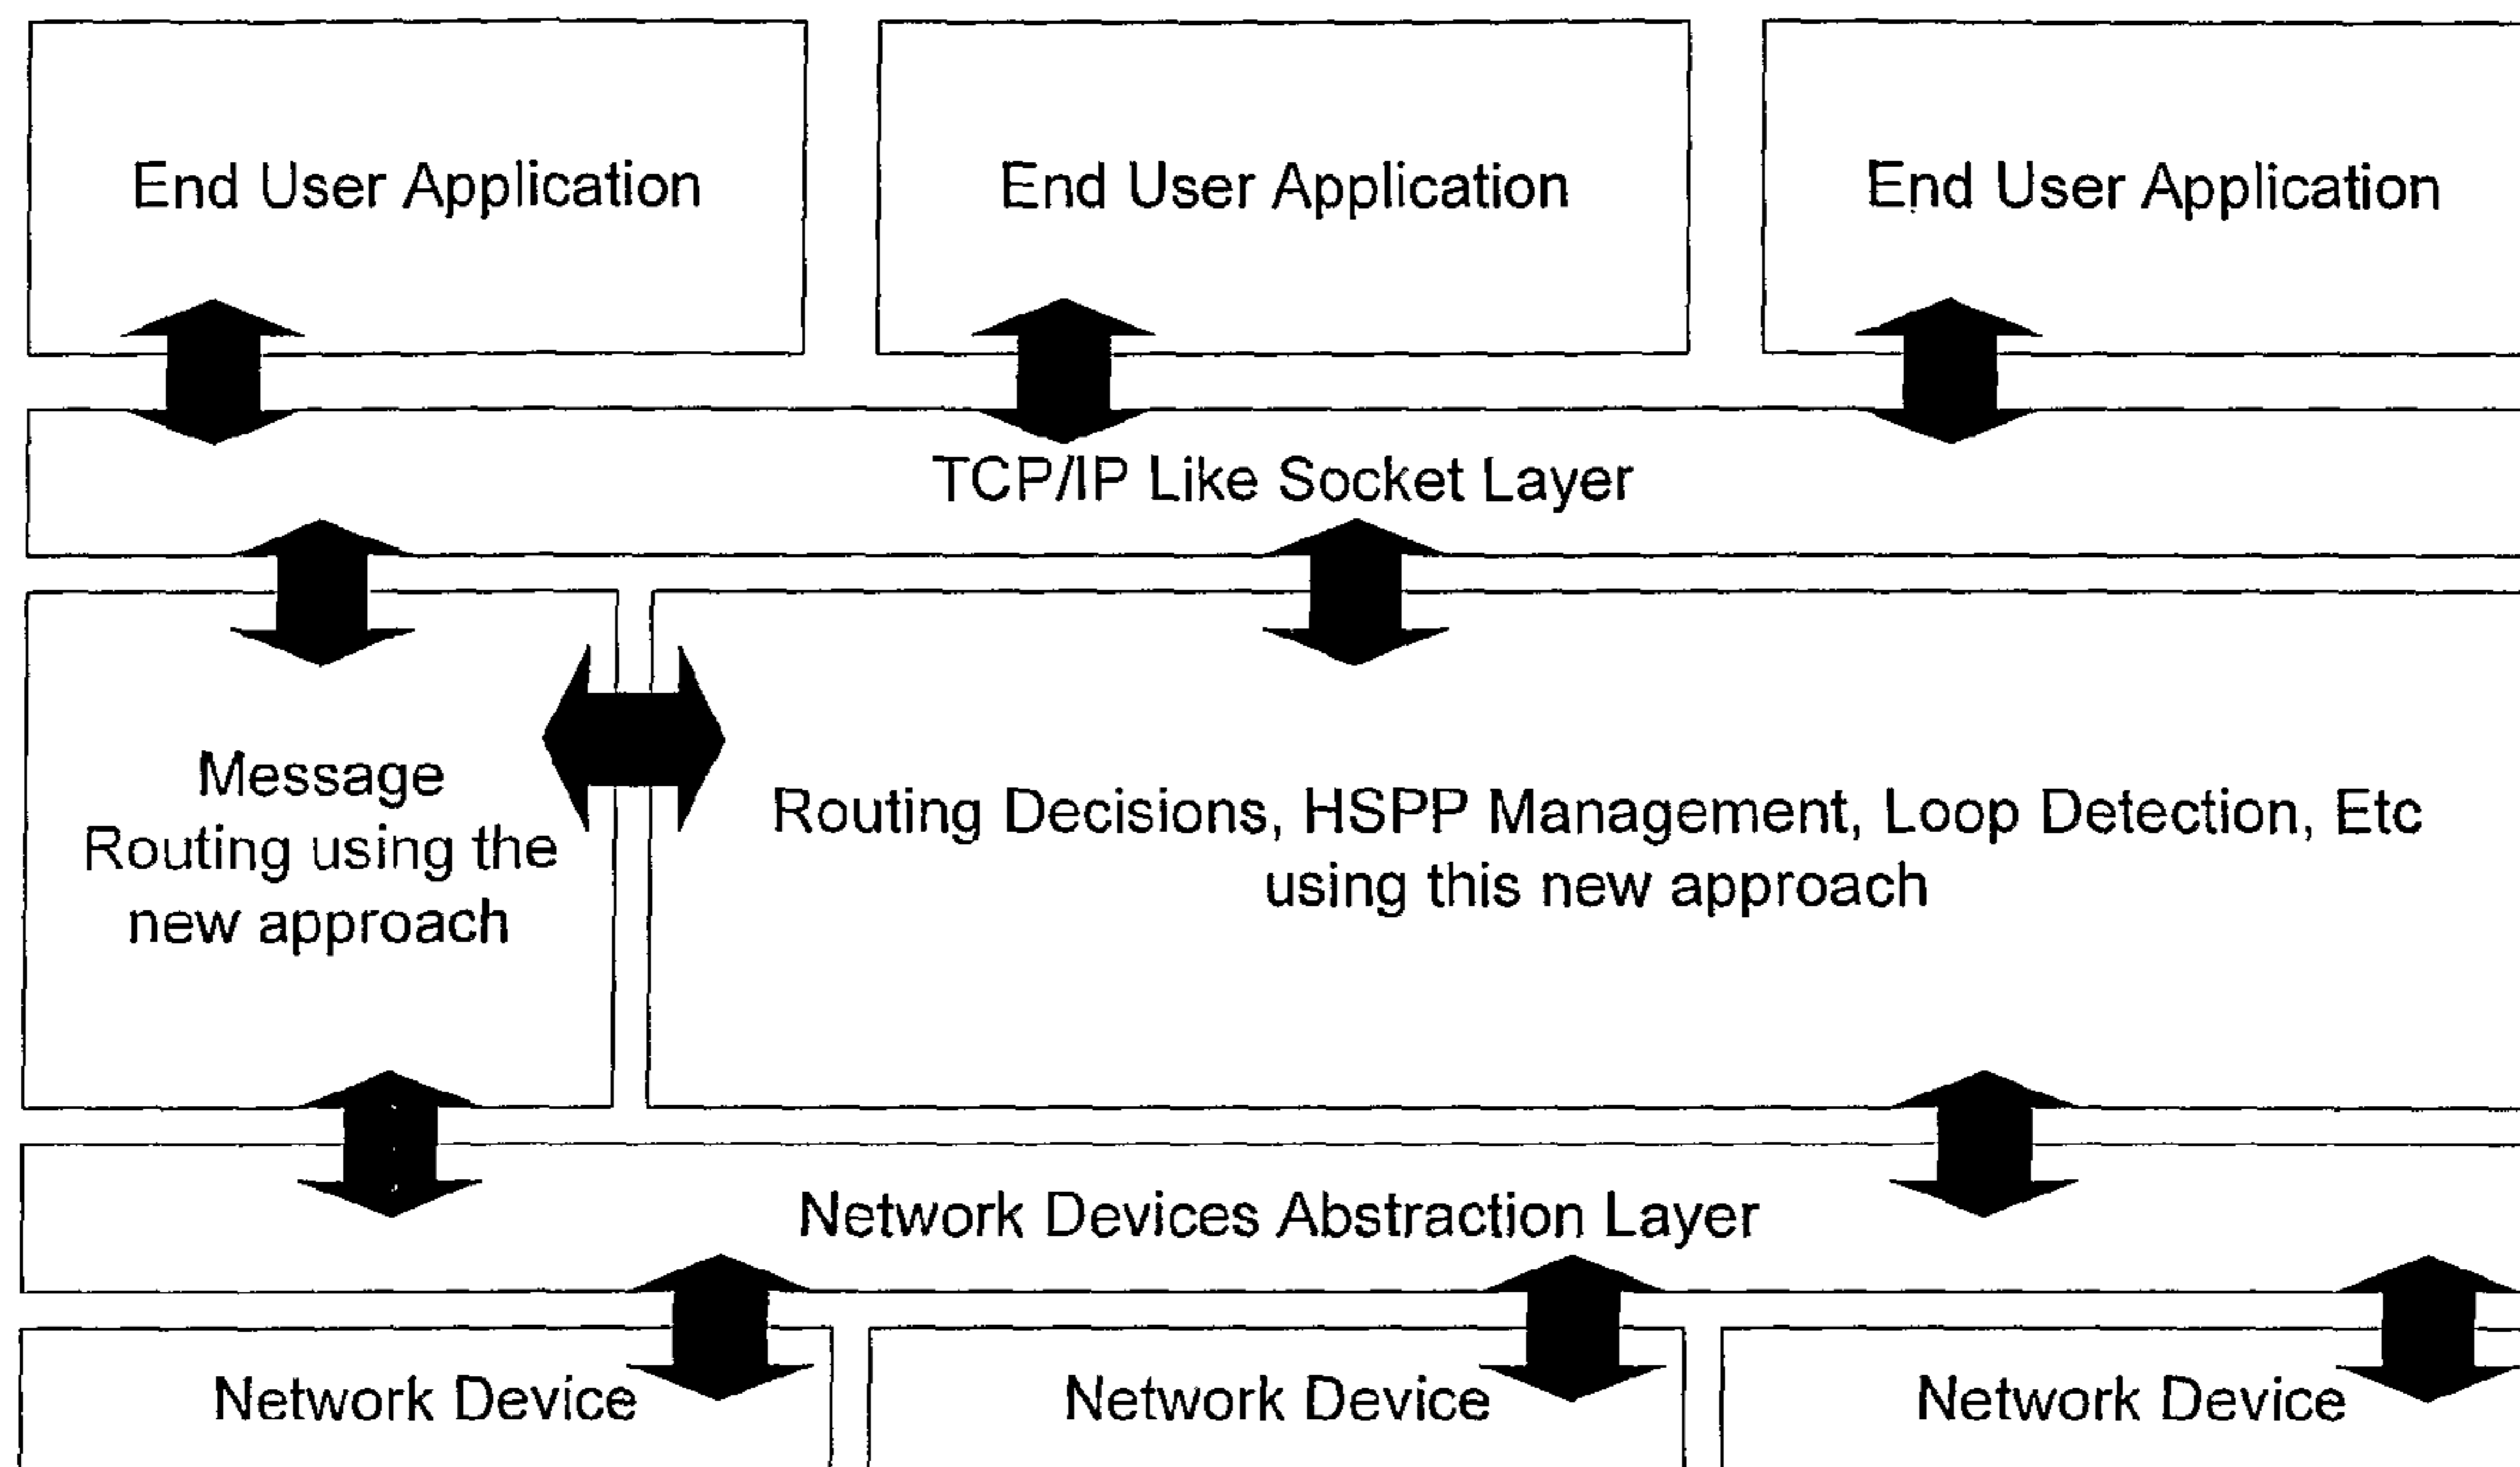 End User Application
End User Application
End User Application
TCP/IP Like Socket Layer
Message
Routing using the
new approach
Routing Decisions, HSPP Management, Loop Detection, Etc
using this new approach
Network Devices Abstraction Layer
Network Device
Network Device
Network Device